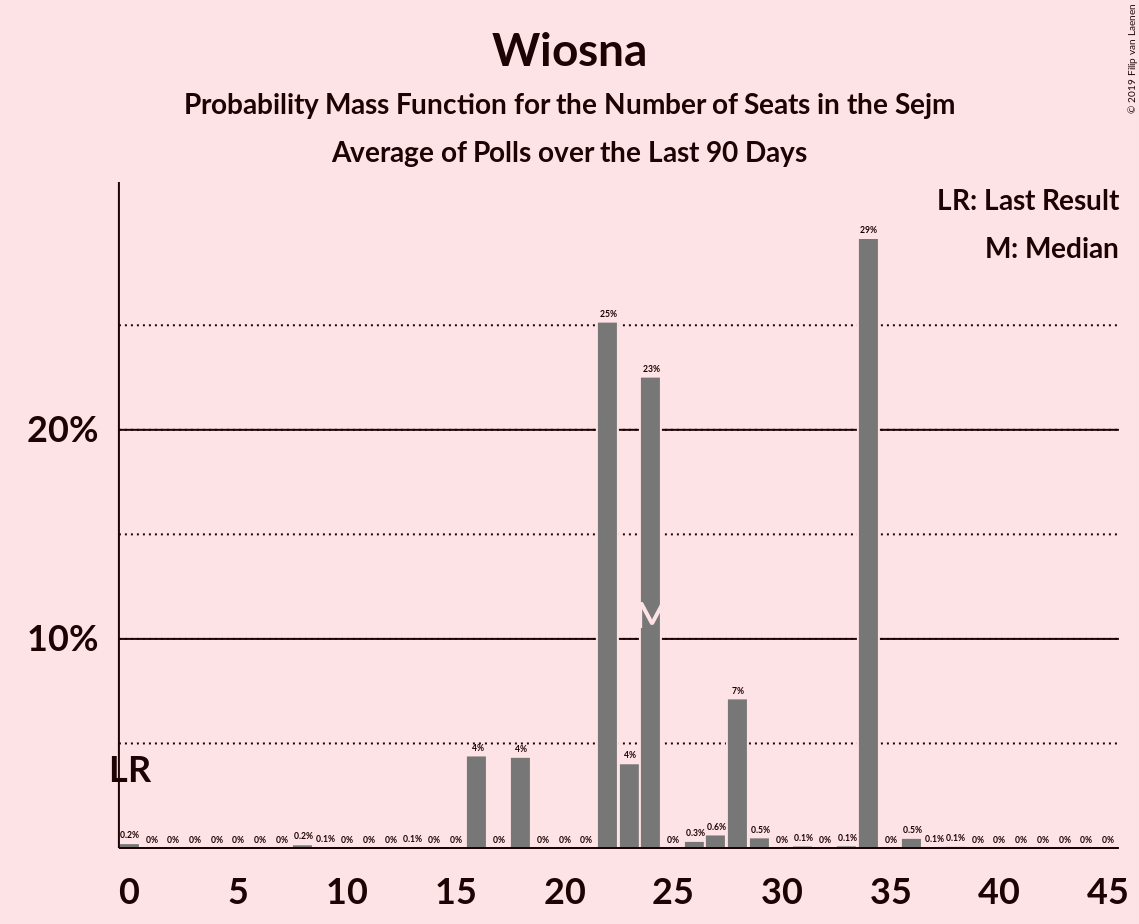 © 2019 Filip van Laenen
Wiosna
Probability Mass Function for the Number of Seats in the Sejm
Average of Polls over the Last 90 Days
LR: Last Result
M: Median
20%
10%
LR
M
0.2% 0% 0% 0% 0% 0% 0% 0% 0.2% 0.1% 0% 0% 0% 0.1% 0% 0% 4% 0% 4% 0% 0% 0% 25% 4% 23% 0% 0.3% 0.6% 7% 0.5% 0% 0.1% 0% 0.1% 29% 0% 0.5% 0.1% 0.1% 0% 0% 0% 0% 0% 0% 0%
0 5 10 15 20 25 30 35 40 45